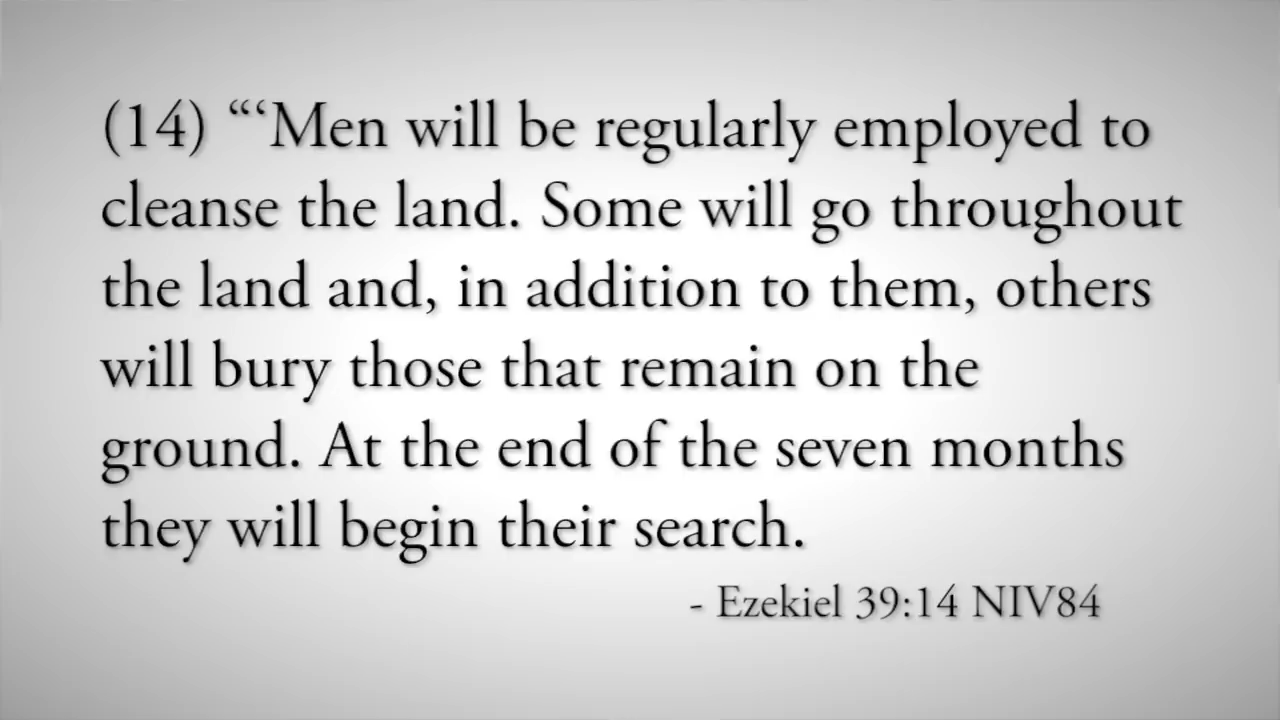 (14) “‘Men will be regularly employed to
cleanse the land. Some will go throughout
the land and, in addition to them, others
will bury those that remain on the
ground. At the end of the seven months
they will begin their search.
- Ezekiel 39:14 NIV84